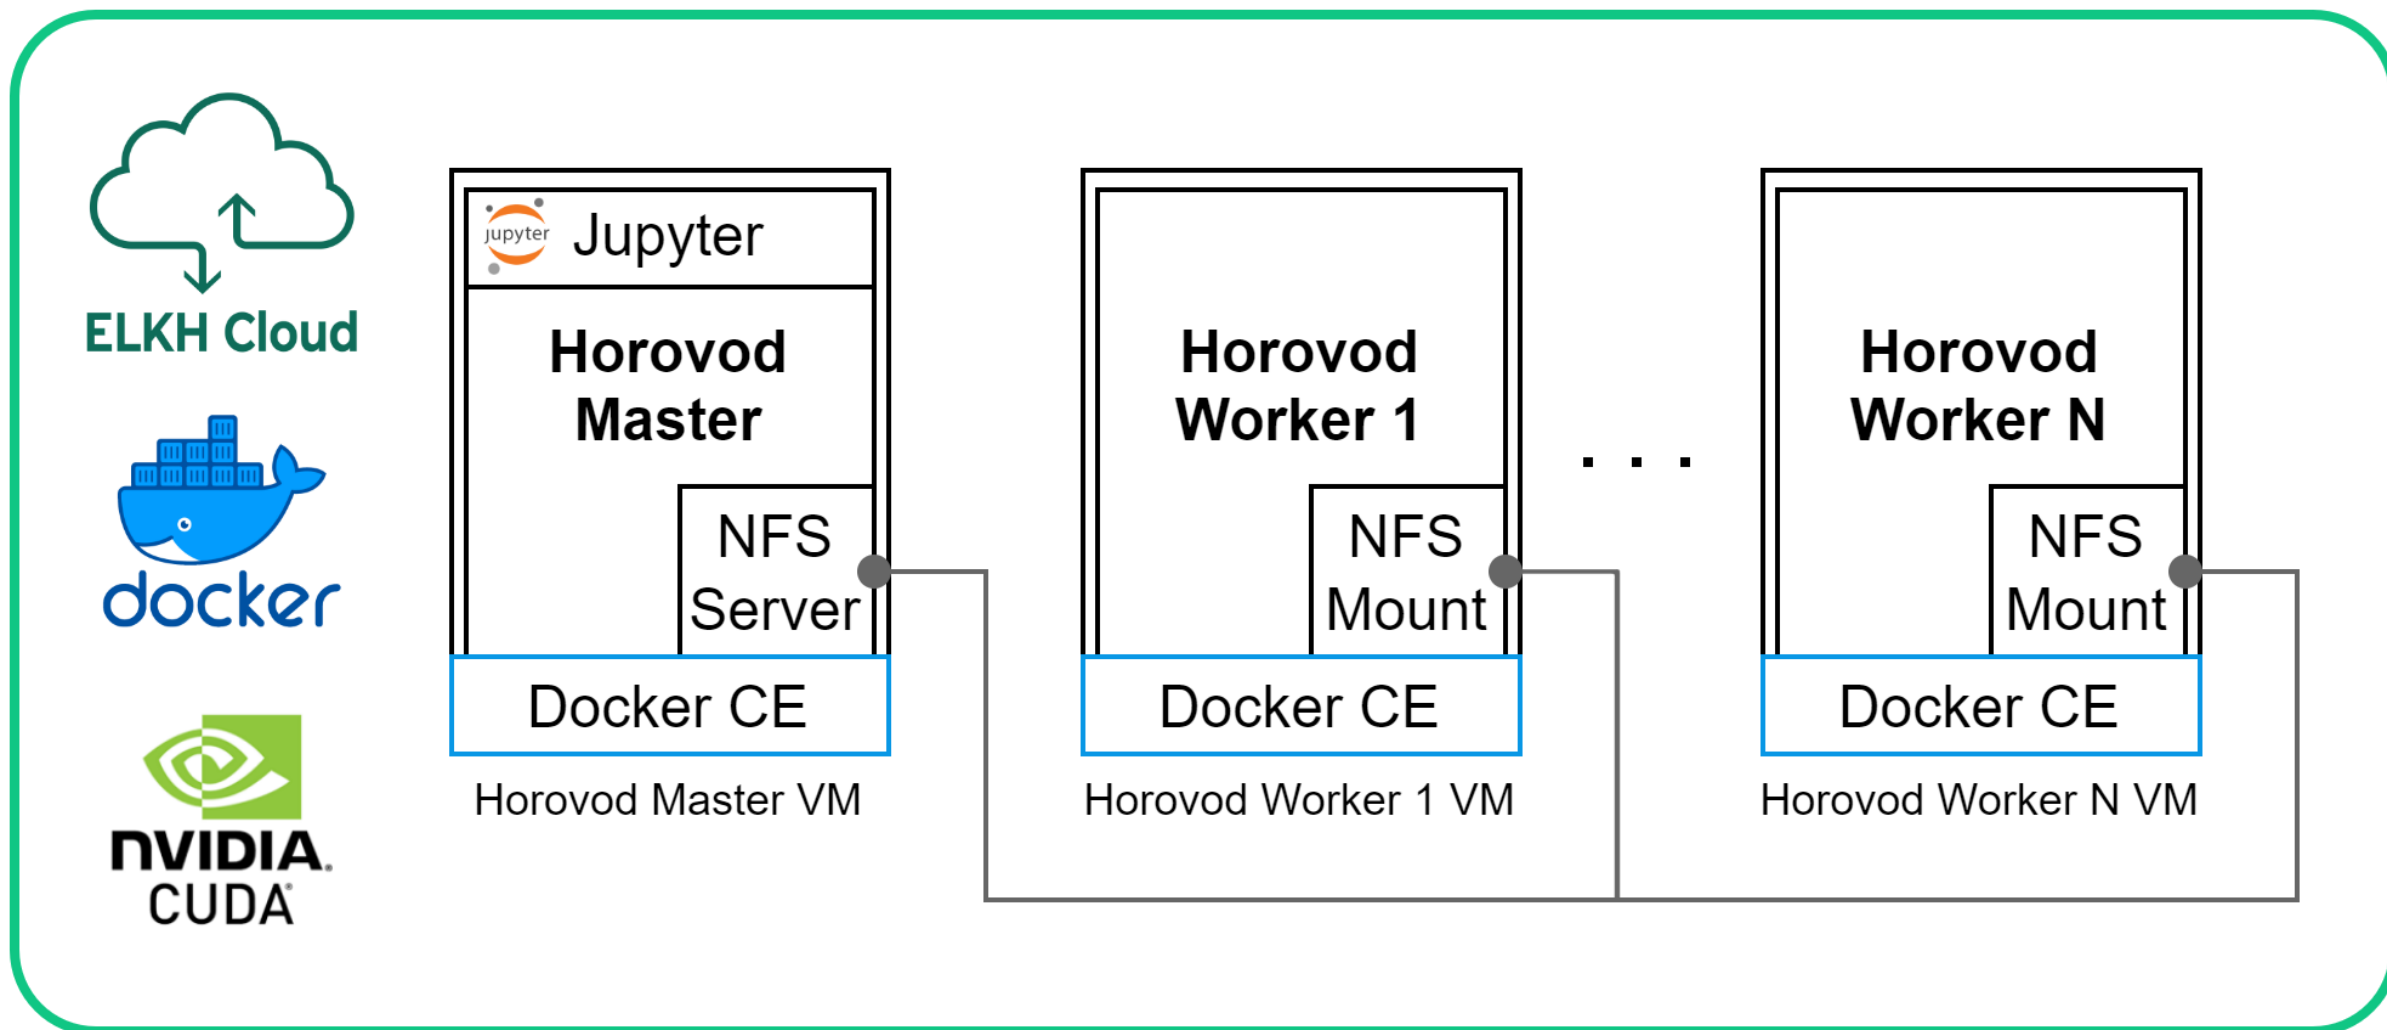 ELKH Cloud
docker
nVIDIA®
CUDA®
jupyter
Jupyter
Horovod
Master
NFS
Server
Docker CE
Horovod Master VM
Horovod
Worker 1
NFS
Mount
Docker CE
Horovod Worker 1 VM
. . .
Horovod
Worker N
NFS
Mount
Docker CE
Horovod Worker N VM